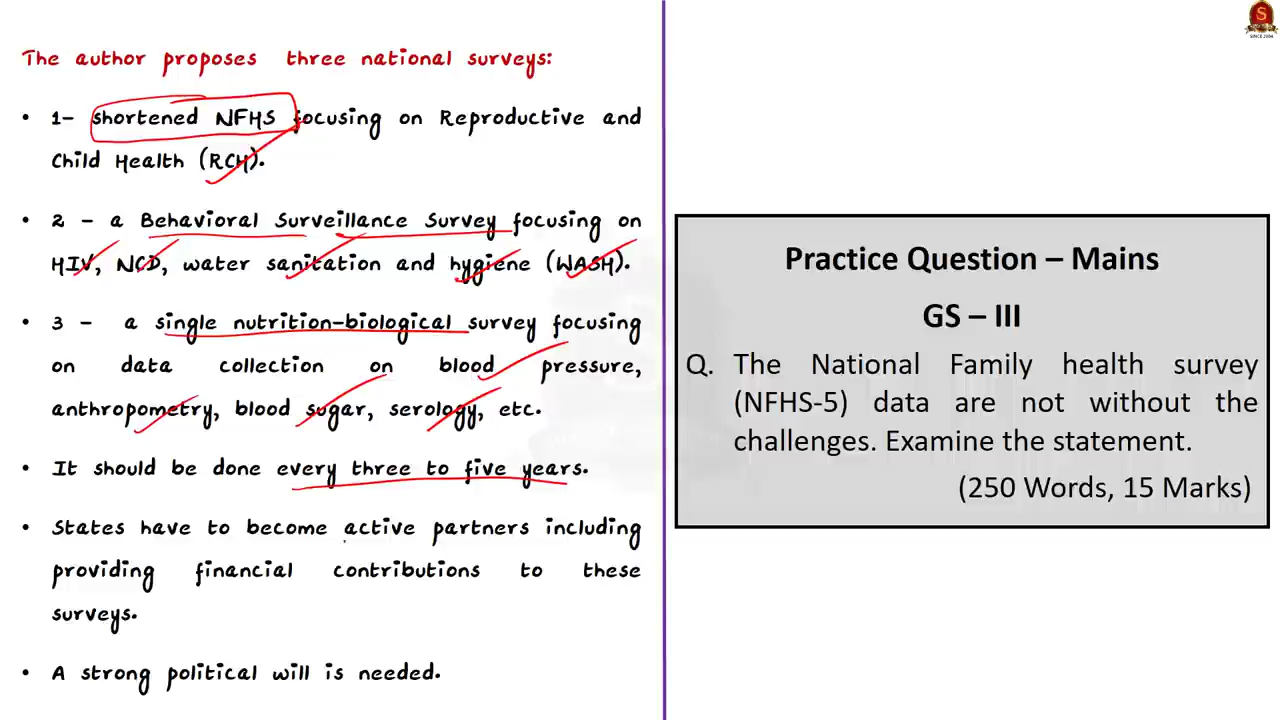 The author proposes three national surveys:
• 1- shortened NFHS focusing on Reproductive and
Child Health (RCH).
• 2 - a Behavioral Surveillance Survey focusing on
HIV, NCD, water sanitation and hygiene (WASH).
• 3 - a single nutrition-biological survey focusing
on data collection on blood pressure,
anthropometry, blood sugar, serology, etc.
• It should be done every three to five years.
• States have to become active partners including
providing financial contributions to these
surveys.
• A strong political will is needed.
S
SINCE 2004
Practice Question – Mains
GS – III
Q. The National Family health survey
(NFHS-5) data are not without the
challenges. Examine the statement.
(250 Words, 15 Marks)